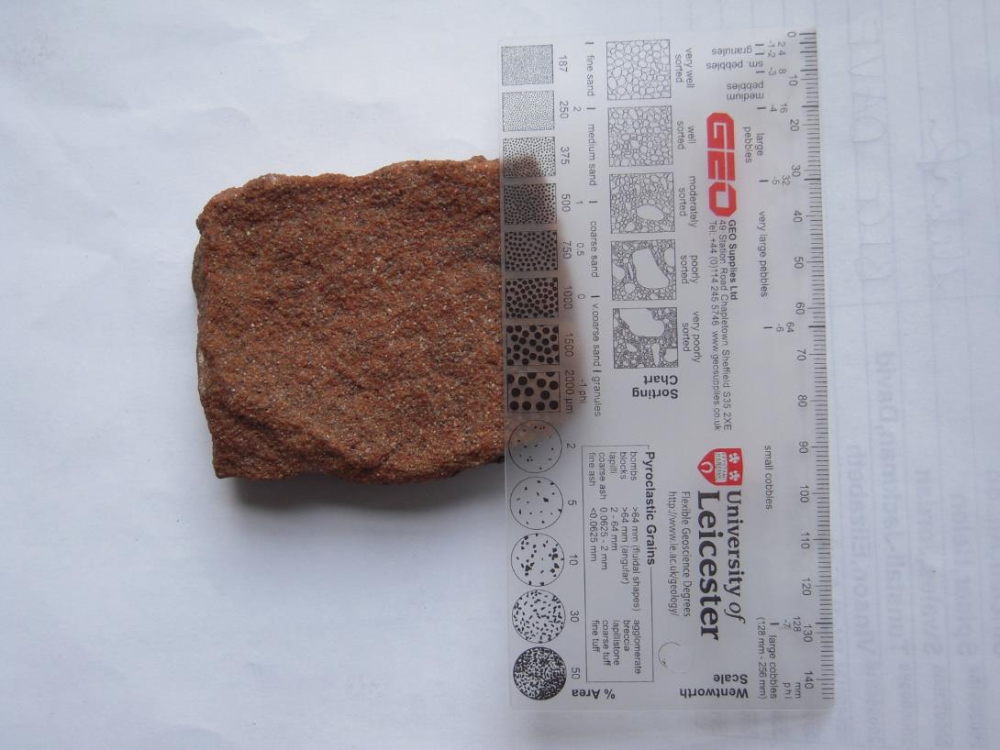 0 10 20 30 40 50 60 70 80 90 100 110 120 130 140 mm
2 4 8 16 32 64 128
-1 -2 -3 -4 -5 -6 -7 phi
granules
sm. pebbles
medium
pebbles
large
pebbles
very large pebbles
small cobbles
large cobbles
(128 mm - 256 mm)
Wentworth
Scale
GEO
GEO Supplies Ltd
49 Station Road Chapletown Sheffield S35 2XE
Tel: +44 (0)114 245 5746 www.geosupplies.co.uk
University of
Leicester
Flexible Geoscience Degrees
http://www.le.ac.uk/geology/
very well
sorted
well
sorted
moderately
sorted
poorly
sorted
very poorly
sorted
Sorting
Chart
Pyroclastic Grains
bombs >64 mm (fluidal shapes) agglomerate
blocks >64 mm (angular) breccia
lapilli 2 - 64 mm lapillistone
coarse ash 0.0625 - 2 mm coarse tuff
fine ash <0.0625 mm fine tuff
fine sand 2 medium sand 1 coarse sand 0.5 0 v.coarse sand -1 phi granules
187 250 375 500 750 1000 1500 2000 µm
2 5 10 30 50 % Area